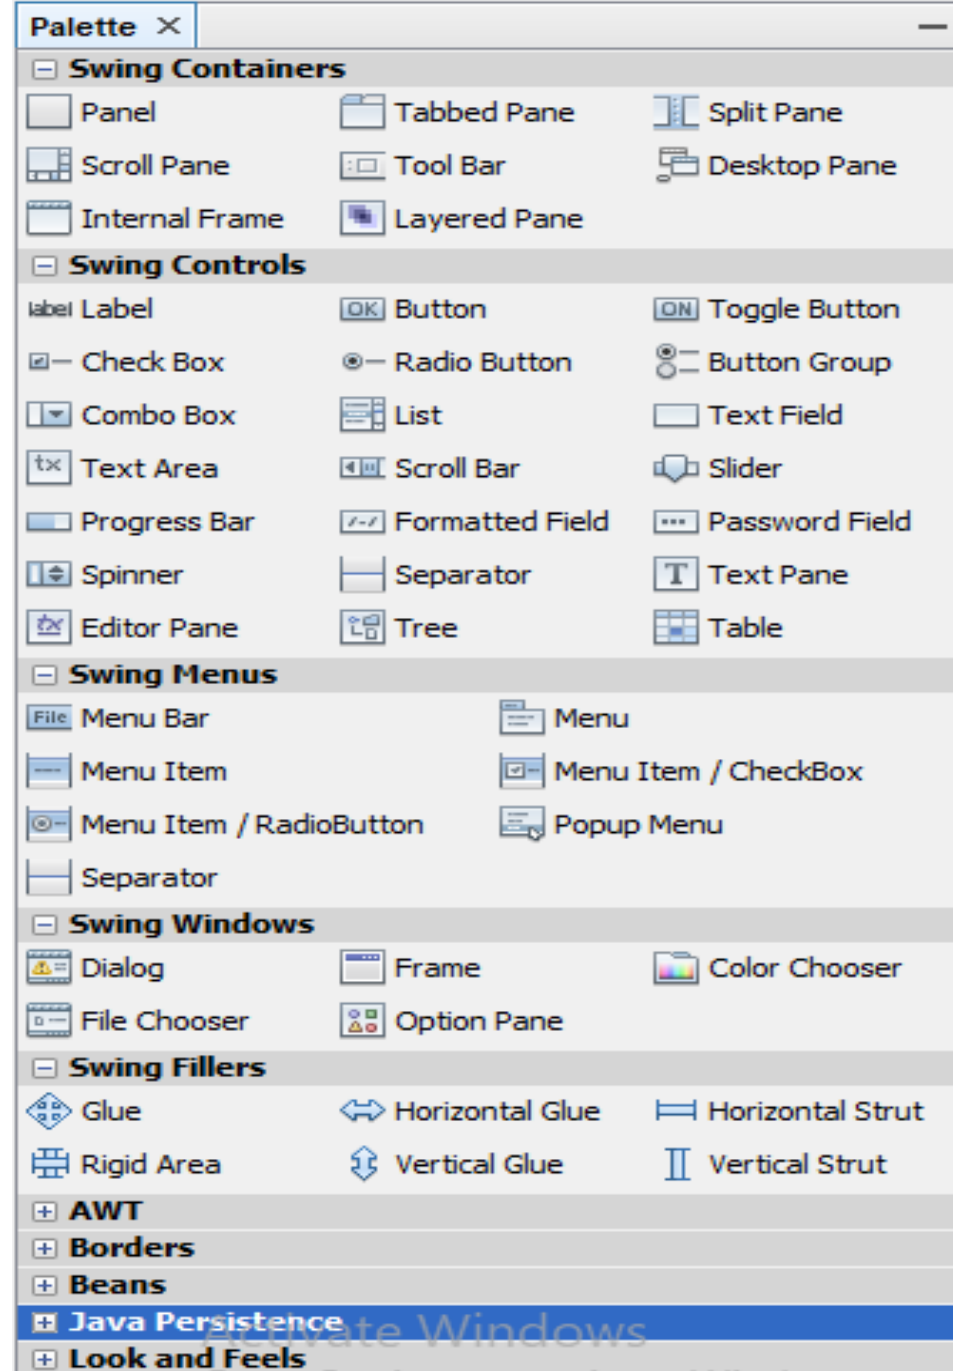 Palette
Swing Containers
Panel Tabbed Pane Split Pane
Scroll Pane Tool Bar Desktop Pane
Internal Frame Layered Pane
Swing Controls
label Label OK Button ON Toggle Button
Check Box Radio Button Button Group
Combo Box List Text Field
tx Text Area Scroll Bar Slider
Progress Bar Formatted Field Password Field
Spinner Separator T Text Pane
tx Editor Pane Tree Table
Swing Menus
File Menu Bar Menu
Menu Item Menu Item / CheckBox
Menu Item / RadioButton Popup Menu
Separator
Swing Windows
Dialog Frame Color Chooser
File Chooser Option Pane
Swing Fillers
Glue Horizontal Glue Horizontal Strut
Rigid Area Vertical Glue Vertical Strut
AWT
Borders
Beans
Java Persistence
Activate Windows
Look and Feels